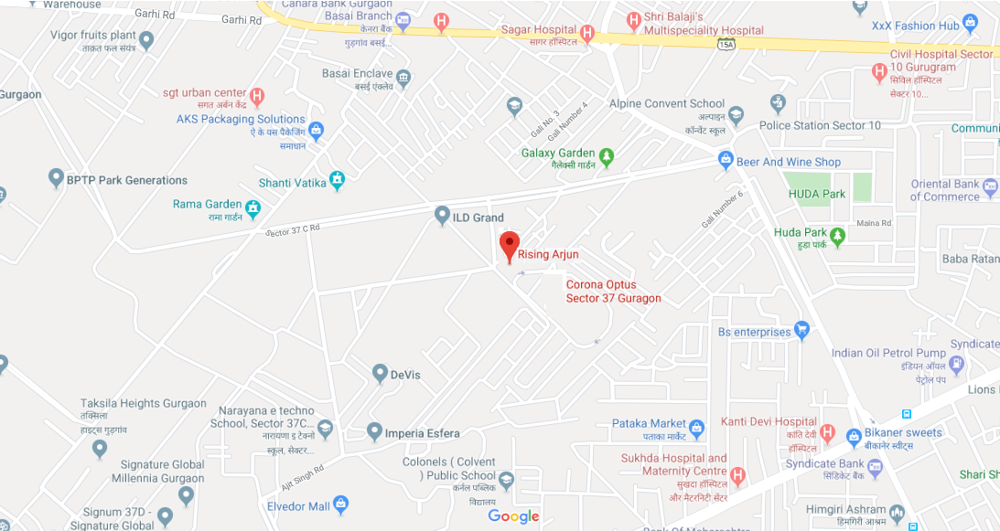 Warehouse
Garhi Rd
Garhi Rd
Canara Bank Gurgaon
Basai Branch
केनरा बैंक
गुड़गांव बसई...
Sagar Hospital
सागर हॉस्पिटल
Shri Balaji's
Multispeciality Hospital
15A
XxX Fashion Hub
Vigor fruits plant
ताक़त फल संयंत्र
Basai Enclave
बसई एंक्लेव
Civil Hospital Sector
10 Gurugram
सिविल हॉस्पिटल
सेक्टर 10...
Gurgaon
sgt urban center
सगत अर्बन केंद्र
AKS Packaging Solutions
ऐ के यस पैकेजिंग
समाधान
Gali No. 3
Gali Number 4
Alpine Convent School
अल्पाइन
कॉन्वेंट स्कूल
Police Station Sector 10
Communi
Galaxy Garden
गैलेक्सी गार्डन
Beer And Wine Shop
BPTP Park Generations
Shanti Vatika
Rama Garden
रामा गार्डन
HUDA Park
Oriental Bank
of Commerce
Gali Number 6
ILD Grand
Sector 37 C Rd
Maina Rd
Huda Park
हुडा पार्क
Rising Arjun
Baba Ratan
Corona Optus
Sector 37 Guragon
Bs enterprises
Indian Oil Petrol Pump
इंडियन ऑयल
पेट्रोल पंप
Syndicate
DeVis
Lions
Taksila Heights Gurgaon
तक्सिला
हाइट्स गुड़गांव
Narayana e techno
School, Sector 37C...
नारायणा इ टेक्नो
स्कूल, सेक्टर...
Imperia Esfera
Pataka Market
पताका मार्केट
Kanti Devi Hospital
कांति देवी
हॉस्पिटल
Bikaner sweets
बीकानेर स्वीट्स
Signature Global
Millennia Gurgaon
Ajit Singh Rd
Colonels ( Colvent
) Public School
कर्नल पब्लिक
विद्यालय
Sukhda Hospital and
Maternity Centre
सुखदा हॉस्पिटल
और मैटरनिटी सेंटर
Syndicate Bank
सिंडिकेट बैंक
Shari Sh
Elvedor Mall
Signum 37D -
Signature Global
Google
Himgiri Ashram
हिमगिरी आश्रम
Bank Of Maharashtra